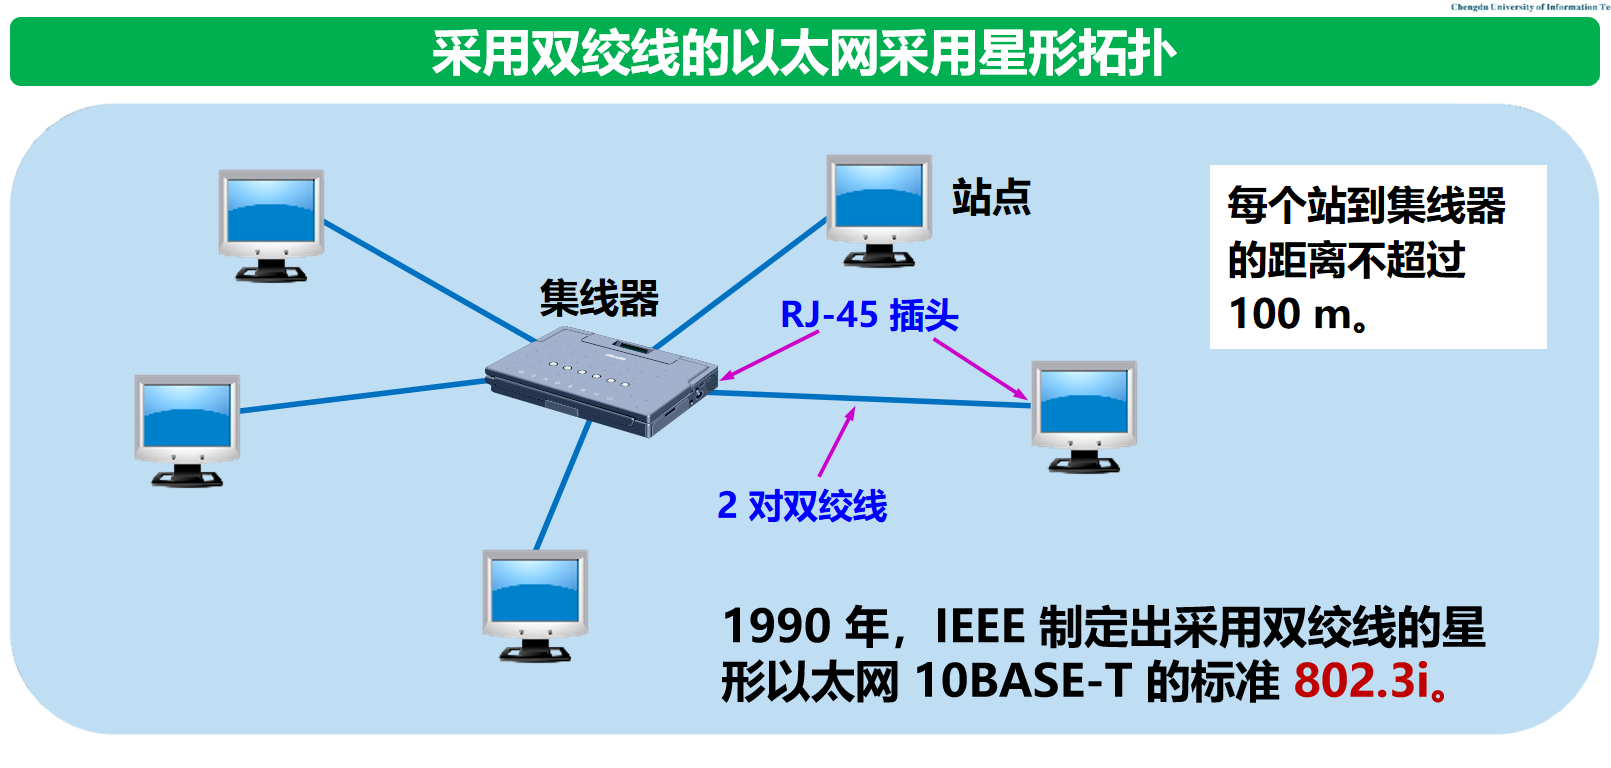 Chengdu University of Information
采用双绞线的以太网采用星形拓扑
站点
每个站到集线器
的距离不超过
100 m。
集线器
RJ-45 插头
2 对双绞线
1990 年，IEEE 制定出采用双绞线的星
形以太网 10BASE-T 的标准 802.3i。